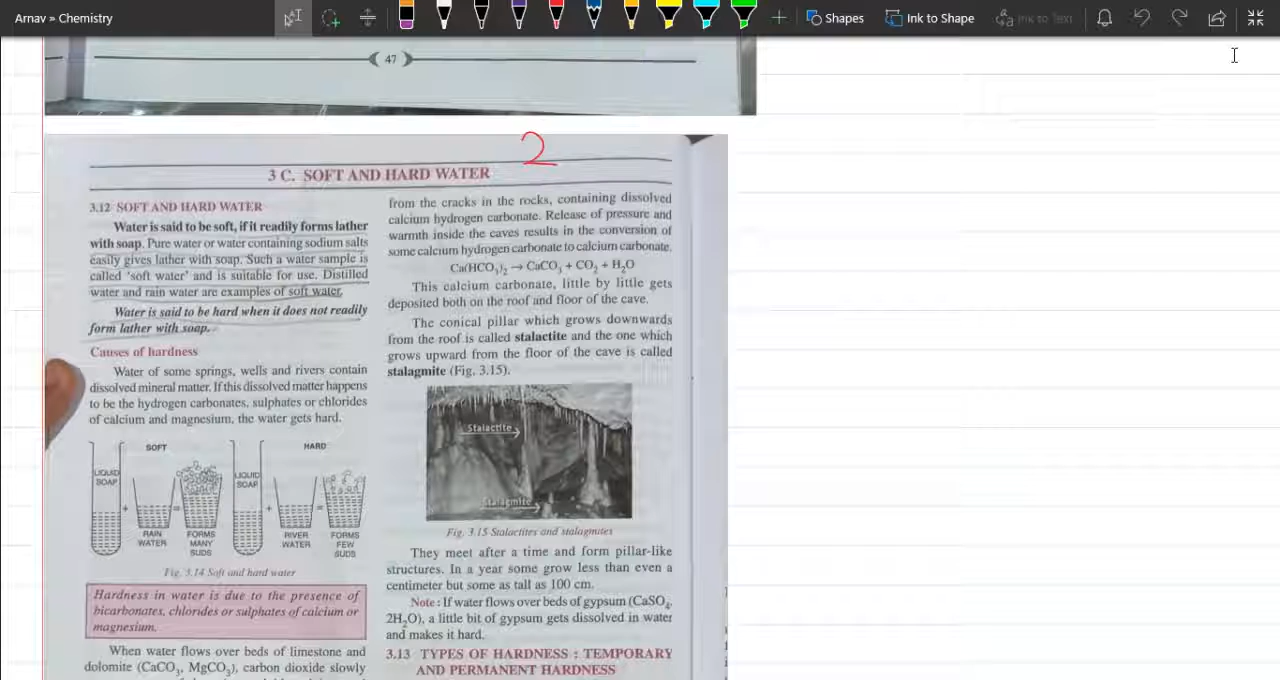 Arnav » Chemistry
Shapes
Ink to Shape
Ink to Text
47
2
3 C. SOFT AND HARD WATER
3.12 SOFT AND HARD WATER
Water is said to be soft, if it readily forms lather
with soap. Pure water or water containing sodium salts
easily gives lather with soap. Such a water sample is
called 'soft water' and is suitable for use. Distilled
water and rain water are examples of soft water.
Water is said to be hard when it does not readily
form lather with soap.
Causes of hardness
Water of some springs, wells and rivers contain
dissolved mineral matter. If this dissolved matter happens
to be the hydrogen carbonates, sulphates or chlorides
of calcium and magnesium, the water gets hard.
SOFT
HARD
LIQUID
SOAP
LIQUID
SOAP
+
=
+
=
RAIN
WATER
FORMS
MANY
SUDS
RIVER
WATER
FORMS
FEW
SUDS
Fig. 3.14 Soft and hard water
Hardness in water is due to the presence of
bicarbonates, chlorides or sulphates of calcium or
magnesium.
When water flows over beds of limestone and
dolomite (CaCO₃, MgCO₃), carbon dioxide slowly
from the cracks in the rocks, containing dissolved
calcium hydrogen carbonate. Release of pressure and
warmth inside the caves results in the conversion of
some calcium hydrogen carbonate to calcium carbonate.
Ca(HCO₃)₂ → CaCO₃ + CO₂ + H₂O
This calcium carbonate, little by little gets
deposited both on the roof and floor of the cave.
The conical pillar which grows downwards
from the roof is called stalactite and the one which
grows upward from the floor of the cave is called
stalagmite (Fig. 3.15).
Stalactite
Stalagmite
Fig. 3.15 Stalactites and stalagmites
They meet after a time and form pillar-like
structures. In a year some grow less than even a
centimeter but some as tall as 100 cm.
Note : If water flows over beds of gypsum (CaSO₄.
2H₂O), a little bit of gypsum gets dissolved in water
and makes it hard.
3.13 TYPES OF HARDNESS : TEMPORARY
AND PERMANENT HARDNESS